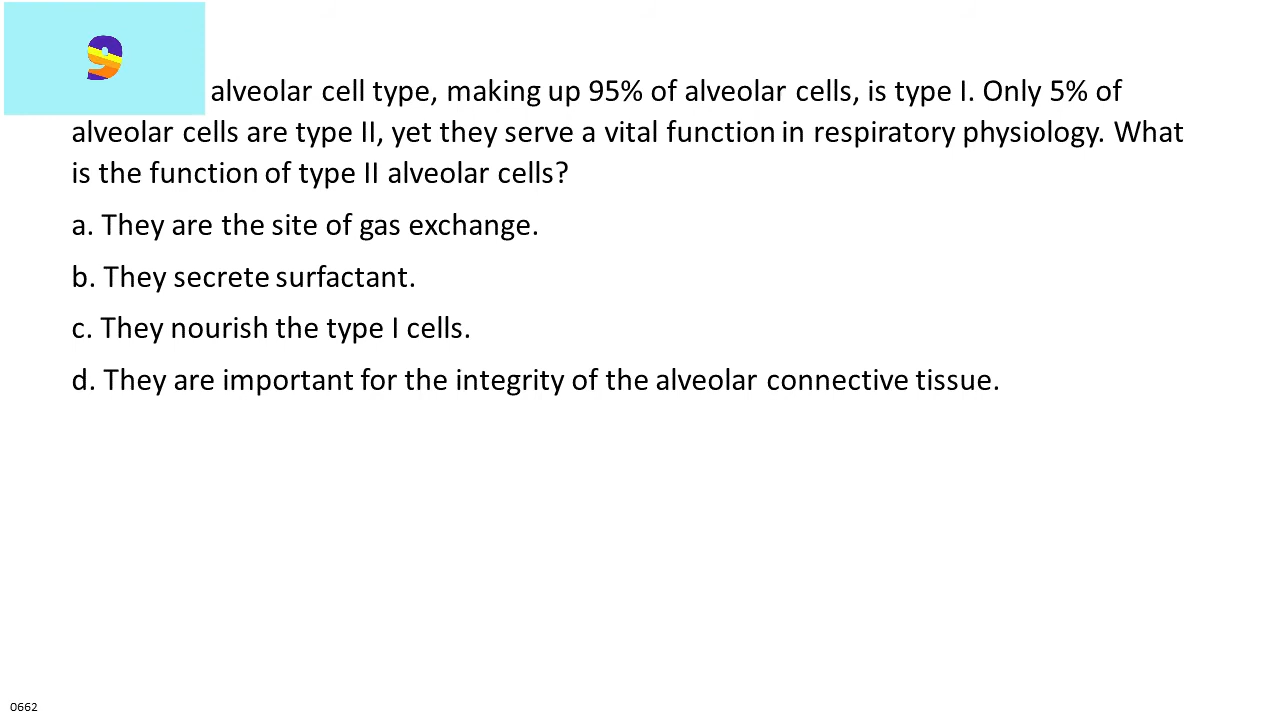 9
alveolar cell type, making up 95% of alveolar cells, is type I. Only 5% of
alveolar cells are type II, yet they serve a vital function in respiratory physiology. What
is the function of type II alveolar cells?
a. They are the site of gas exchange.
b. They secrete surfactant.
c. They nourish the type I cells.
d. They are important for the integrity of the alveolar connective tissue.
0662